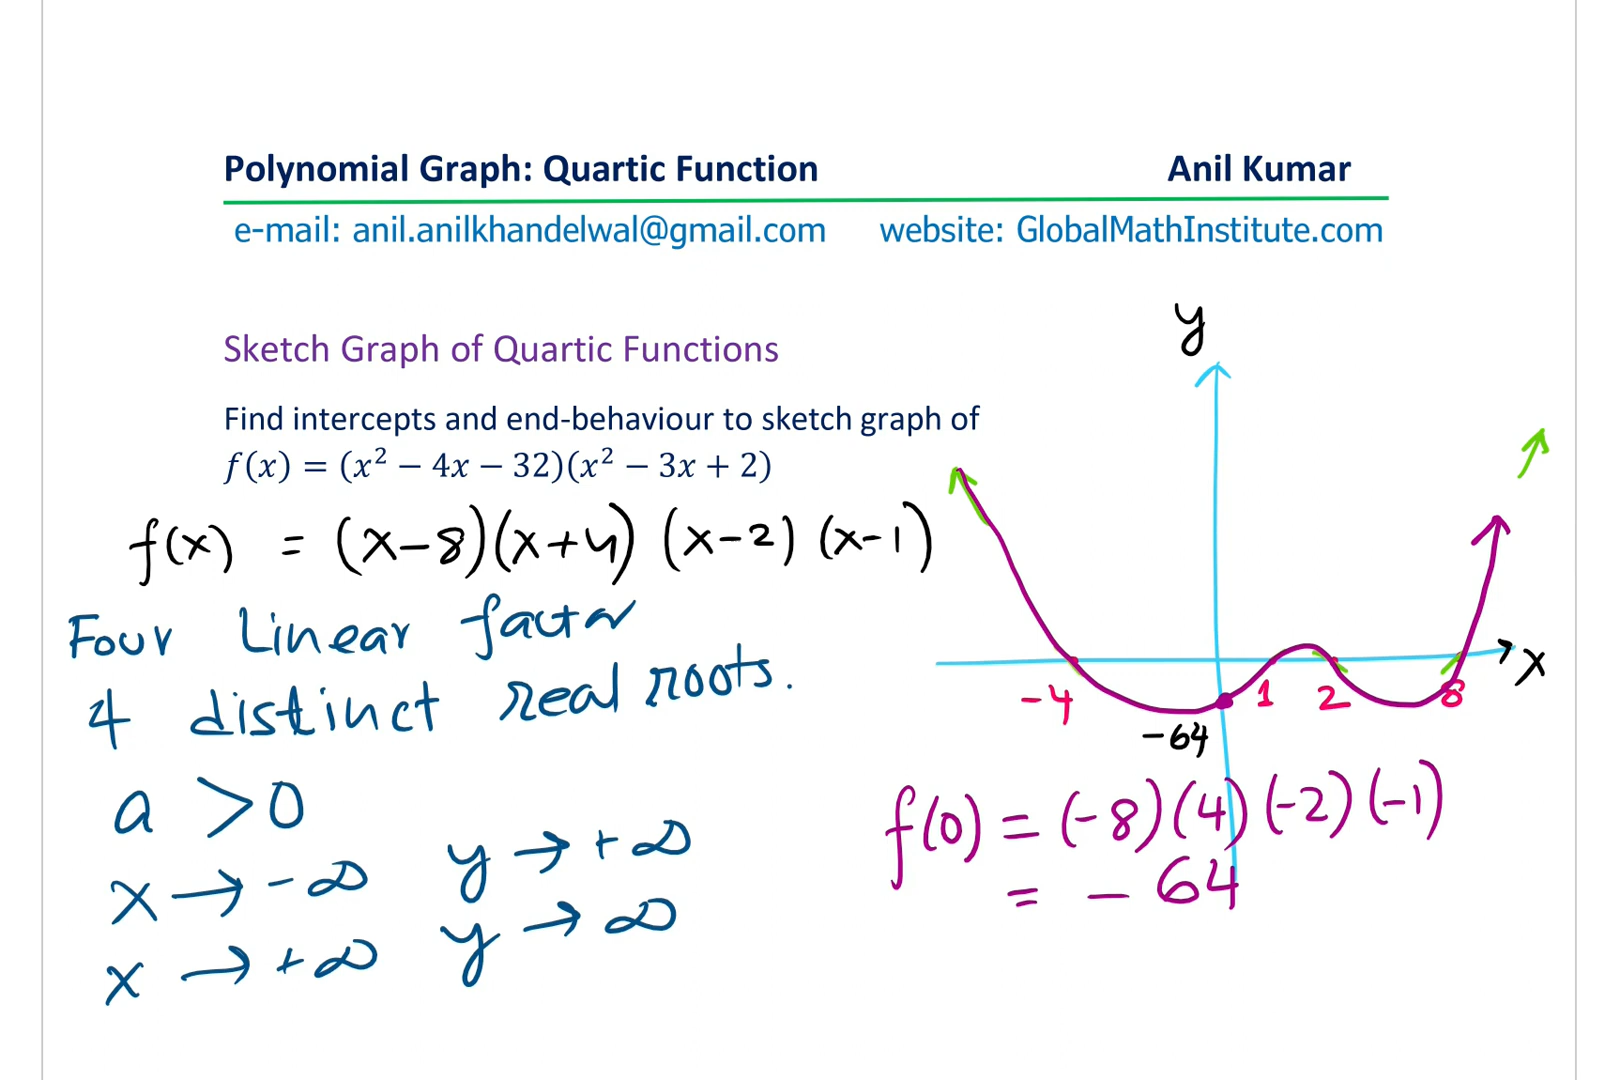 Polynomial Graph: Quartic Function Anil Kumar
e-mail: anil.anilkhandelwal@gmail.com website: GlobalMathInstitute.com
Sketch Graph of Quartic Functions
Find intercepts and end-behaviour to sketch graph of
f(x) = (x² − 4x − 32)(x² − 3x + 2)
f(x) = (x-8)(x+4) (x-2) (x-1)
Four Linear factor
4 distinct real roots.
a > 0
x → -∞ y → +∞
x → +∞ y → ∞
y
x
-4 1 2 8
-64
f(0) = (-8)(4)(-2)(-1)
= - 64